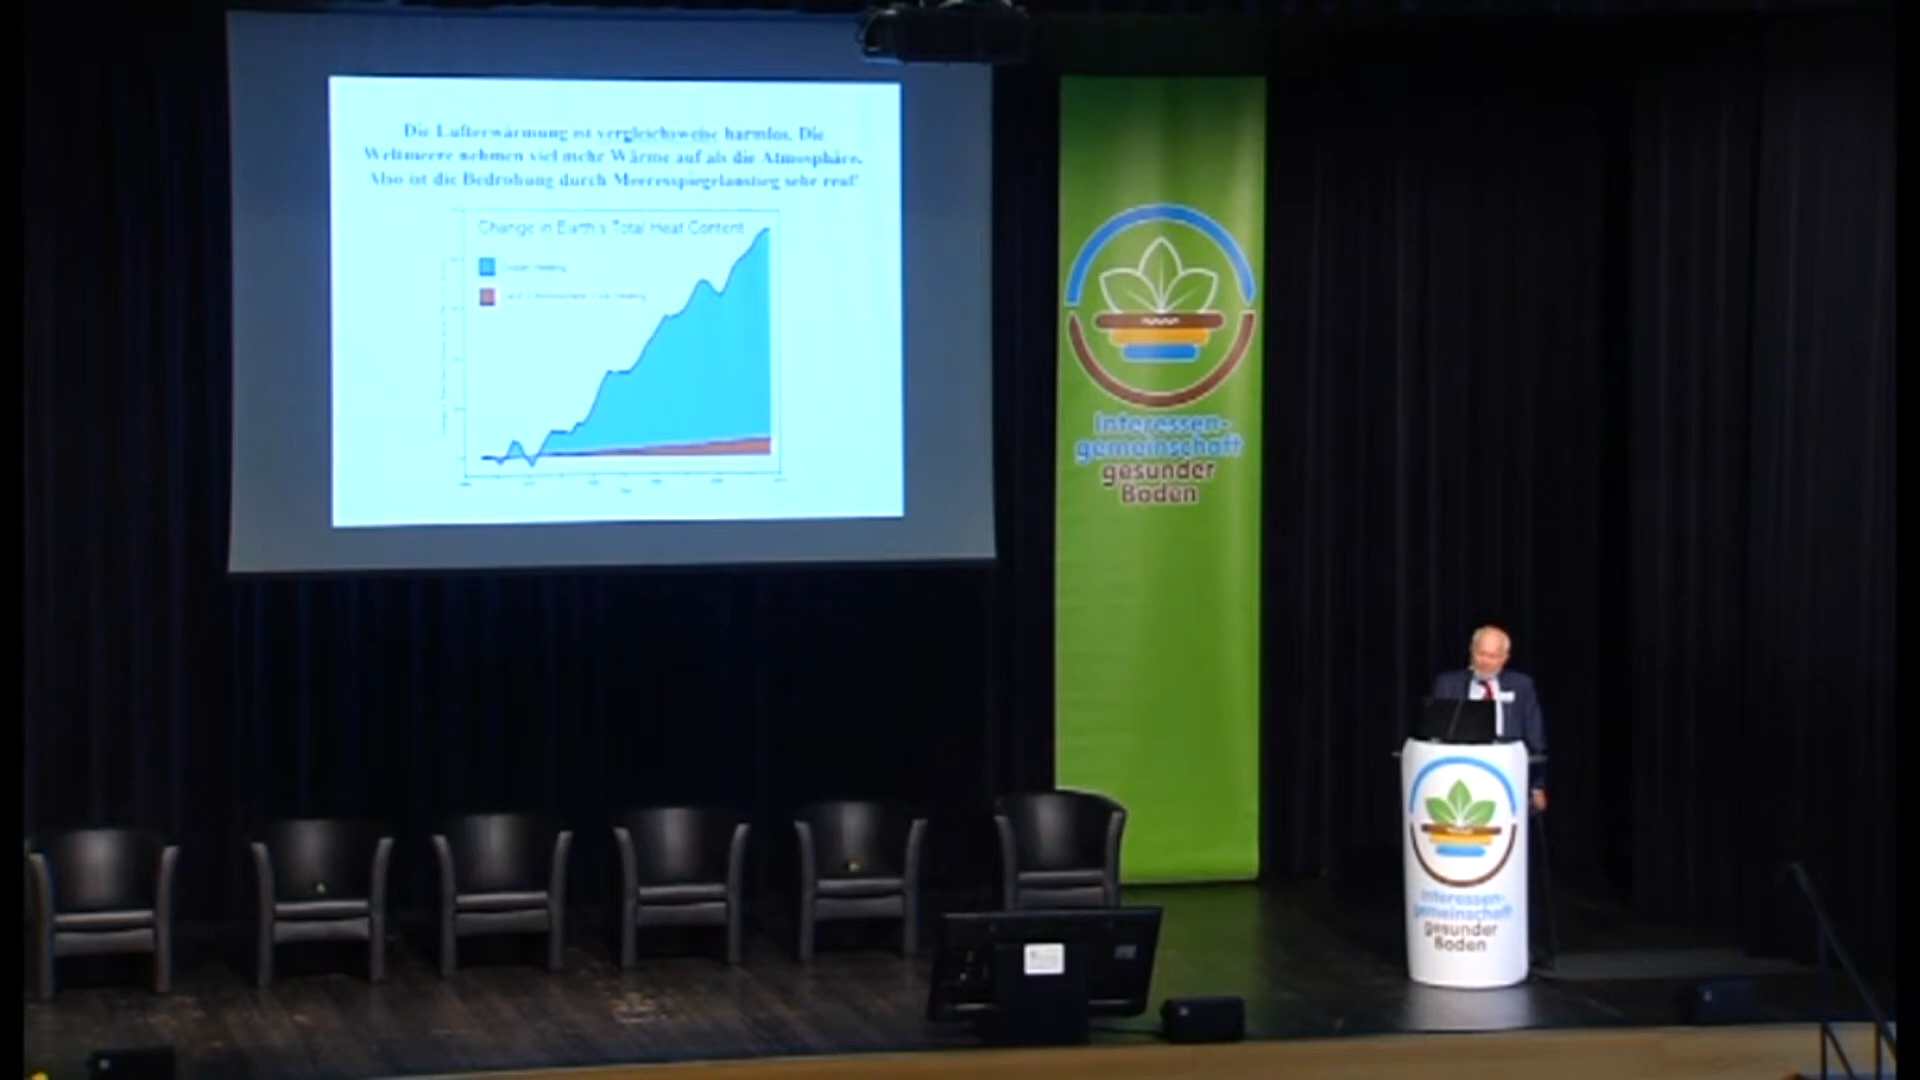 Die Lufterwärmung ist vergleichsweise harmlos. Die
Weltmeere nehmen viel mehr Wärme auf als die Atmosphäre.
Also ist die Bedrohung durch Meeresspiegelanstieg sehr real!
Change in Earth's Total Heat Content
Ocean Heating
Interessen-
gemeinschaft
gesunder
Boden
Interessen-
gemeinschaft
gesunder
Boden